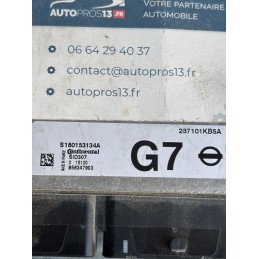 AUTOPROS13.FR
VOTRE PARTENAIRE
AUTOMOBILE
06 64 29 40 37
contact@autopros13.fr
autopros13.fr
237101KB5A
S180153134A
Continental
SID307
G7